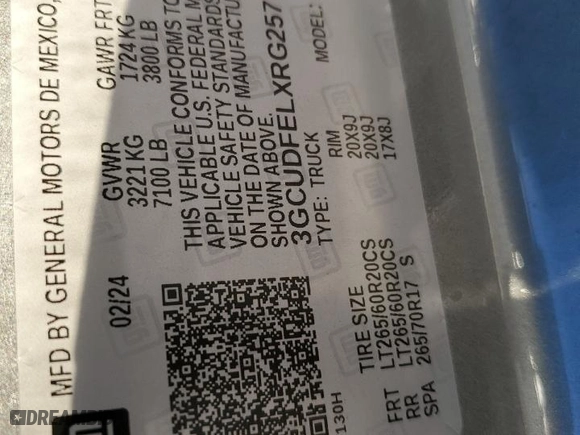 MFD BY GENERAL MOTORS DE MEXICO,
02/24
GVWR
3221 KG
7100 LB
GAWR FRT
1724 KG
3800 LB
THIS VEHICLE CONFORMS TO
APPLICABLE U.S. FEDERAL M
VEHICLE SAFETY STANDARDS
ON THE DATE OF MANUFACTU
SHOWN ABOVE.
3GCUDFELXRG257
TYPE: TRUCK
MODEL:
130H
TIRE SIZE
RIM
FRT LT265/60R20CS 20X9J
RR LT265/60R20CS 20X9J
SPA 265/70R17 S 17X8J
gm